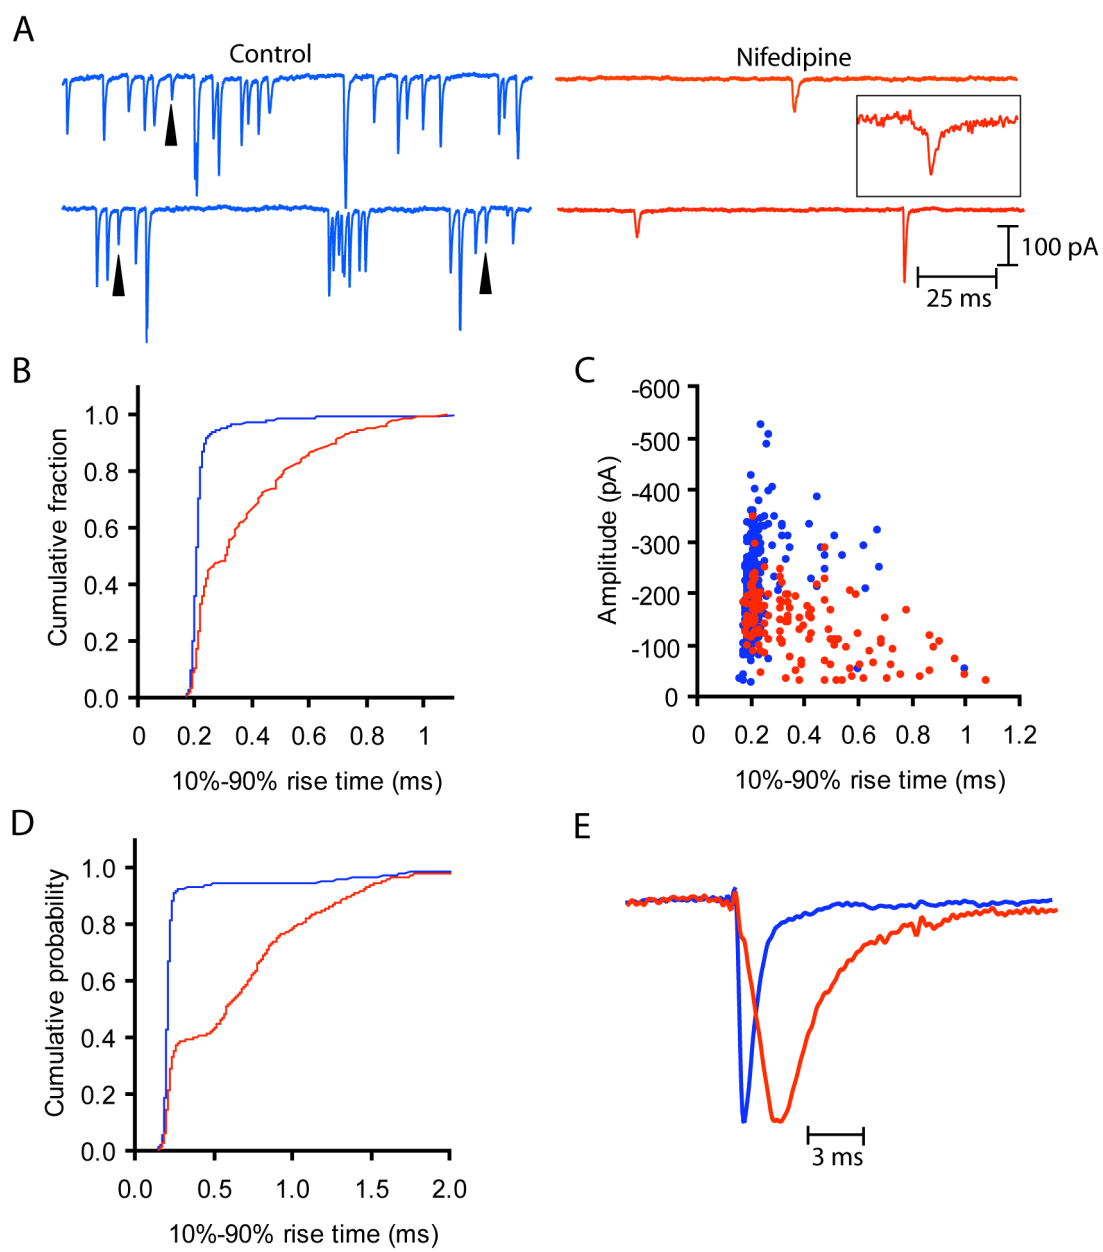 A
Control
Nifedipine
100 pA
25 ms
B
1.0
0.8
0.6
0.4
0.2
0.0
Cumulative fraction
0 0.2 0.4 0.6 0.8 1
10%-90% rise time (ms)
C
-600
-500
-400
-300
-200
-100
0
Amplitude (pA)
0 0.2 0.4 0.6 0.8 1 1.2
10%-90% rise time (ms)
D
1.0
0.8
0.6
0.4
0.2
0.0
Cumulative probability
0.0 0.5 1.0 1.5 2.0
10%-90% rise time (ms)
E
3 ms